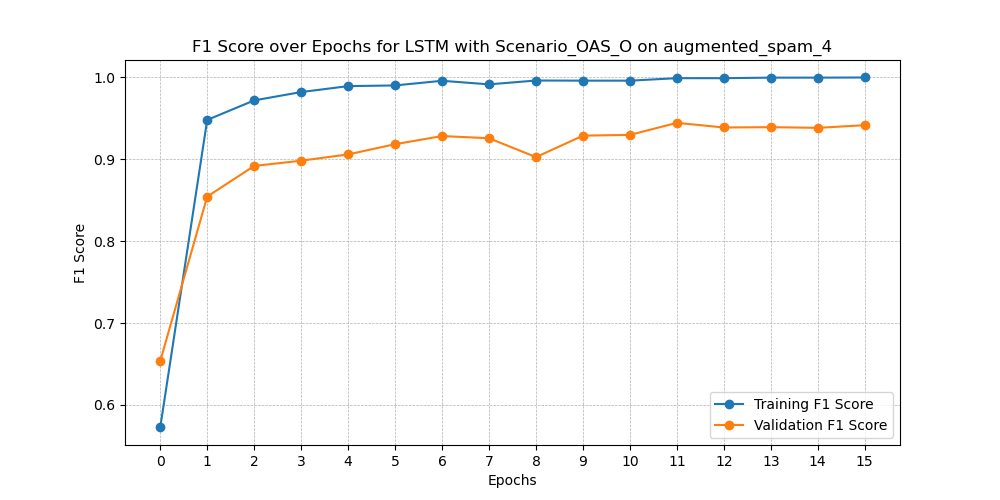 F1 Score over Epochs for LSTM with Scenario_OAS_O on augmented_spam_4
F1 Score
1.0
0.9
0.8
0.7
0.6
0 1 2 3 4 5 6 7 8 9 10 11 12 13 14 15
Epochs
Training F1 Score
Validation F1 Score